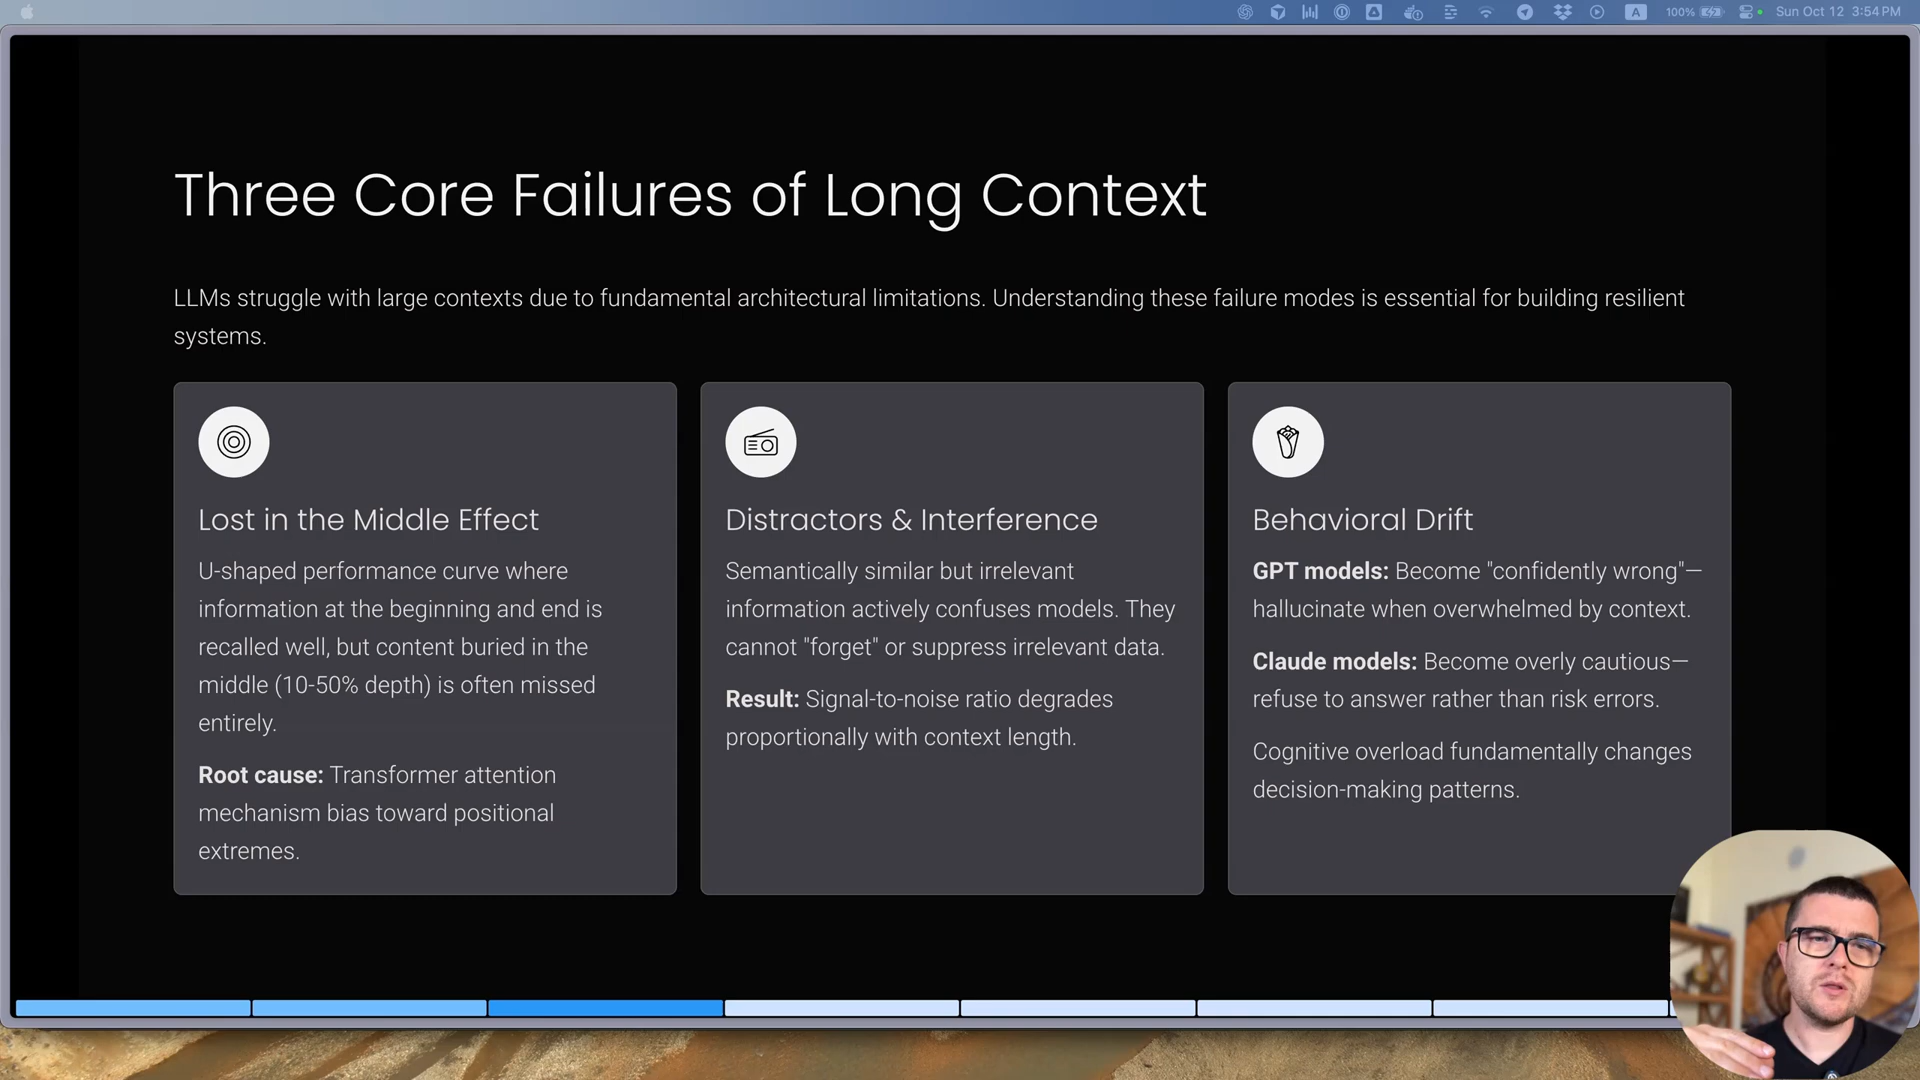 100%
Sun Oct 12 3:54 PM
A
Three Core Failures of Long Context
LLMs struggle with large contexts due to fundamental architectural limitations. Understanding these failure modes is essential for building resilient
systems.
Lost in the Middle Effect
U-shaped performance curve where
information at the beginning and end is
recalled well, but content buried in the
middle (10-50% depth) is often missed
entirely.
Root cause: Transformer attention
mechanism bias toward positional
extremes.
Distractors & Interference
Semantically similar but irrelevant
information actively confuses models. They
cannot "forget" or suppress irrelevant data.
Result: Signal-to-noise ratio degrades
proportionally with context length.
Behavioral Drift
GPT models: Become "confidently wrong"—
hallucinate when overwhelmed by context.
Claude models: Become overly cautious—
refuse to answer rather than risk errors.
Cognitive overload fundamentally changes
decision-making patterns.